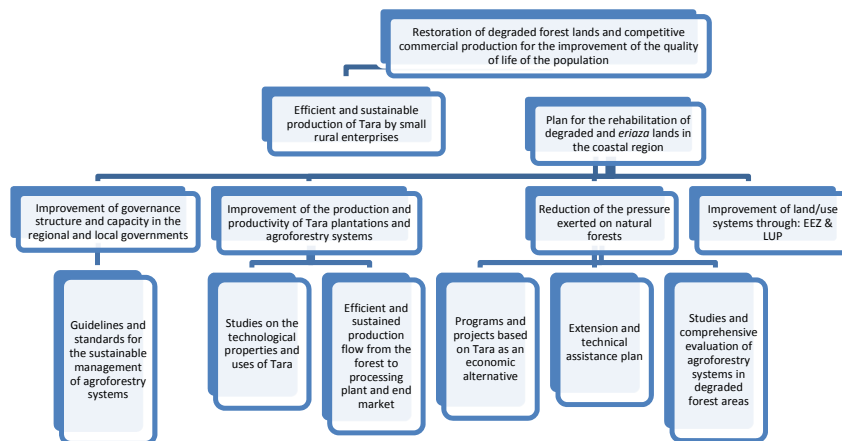 Restoration of degraded forest lands and competitive
commercial production for the improvement of the quality
of life of the population
Efficient and sustainable
production of Tara by small
rural enterprises
Plan for the rehabilitation of
degraded and eriaza lands in
the coastal region
Improvement of governance
structure and capacity in the
regional and local governments
Improvement of the production and
productivity of Tara plantations and
agroforestry systems
Reduction of the pressure
exerted on natural
forests
Improvement of land/use
systems through: EEZ &
LUP
Guidelines and
standards for
the sustainable
management
of agroforestry
systems
Studies on the
technological
properties and
uses of Tara
Efficient and
sustained
production
flow from the
forest to
processing
plant and end
market
Programs and
projects based
on Tara as an
economic
alternative
Extension and
technical
assistance plan
Studies and
comprehensive
evaluation of
agroforestry
systems in
degraded
forest areas